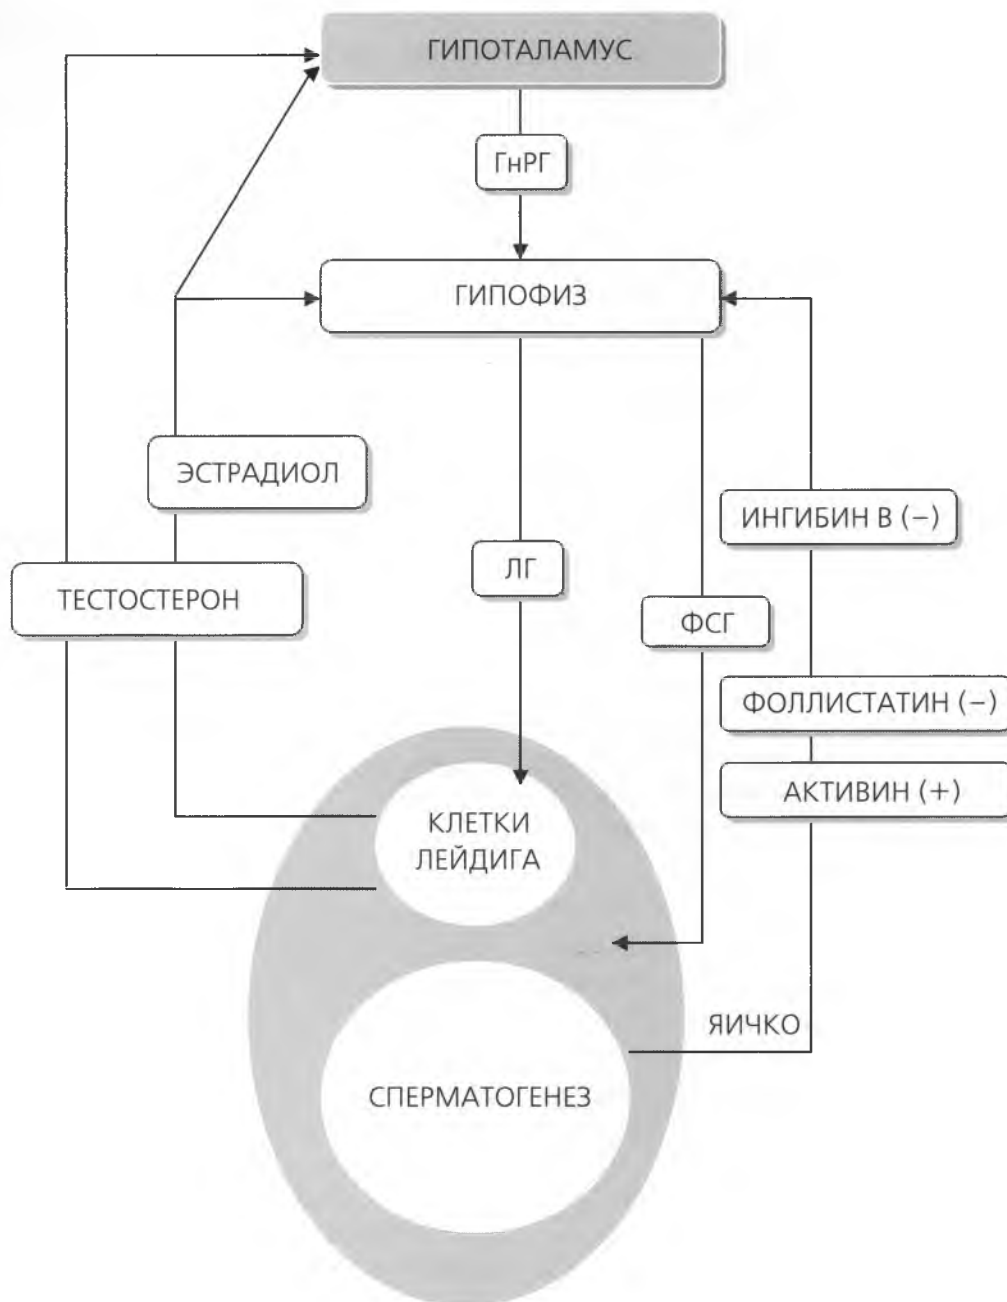 ГИПОТАЛАМУС
ГнРГ
ГИПОФИЗ
ЭСТРАДИОЛ
ИНГИБИН В (−)
ЛГ
ТЕСТОСТЕРОН
ФСГ
ФОЛЛИСТАТИН (−)
АКТИВИН (+)
КЛЕТКИ
ЛЕЙДИГА
ЯИЧКО
СПЕРМАТОГЕНЕЗ